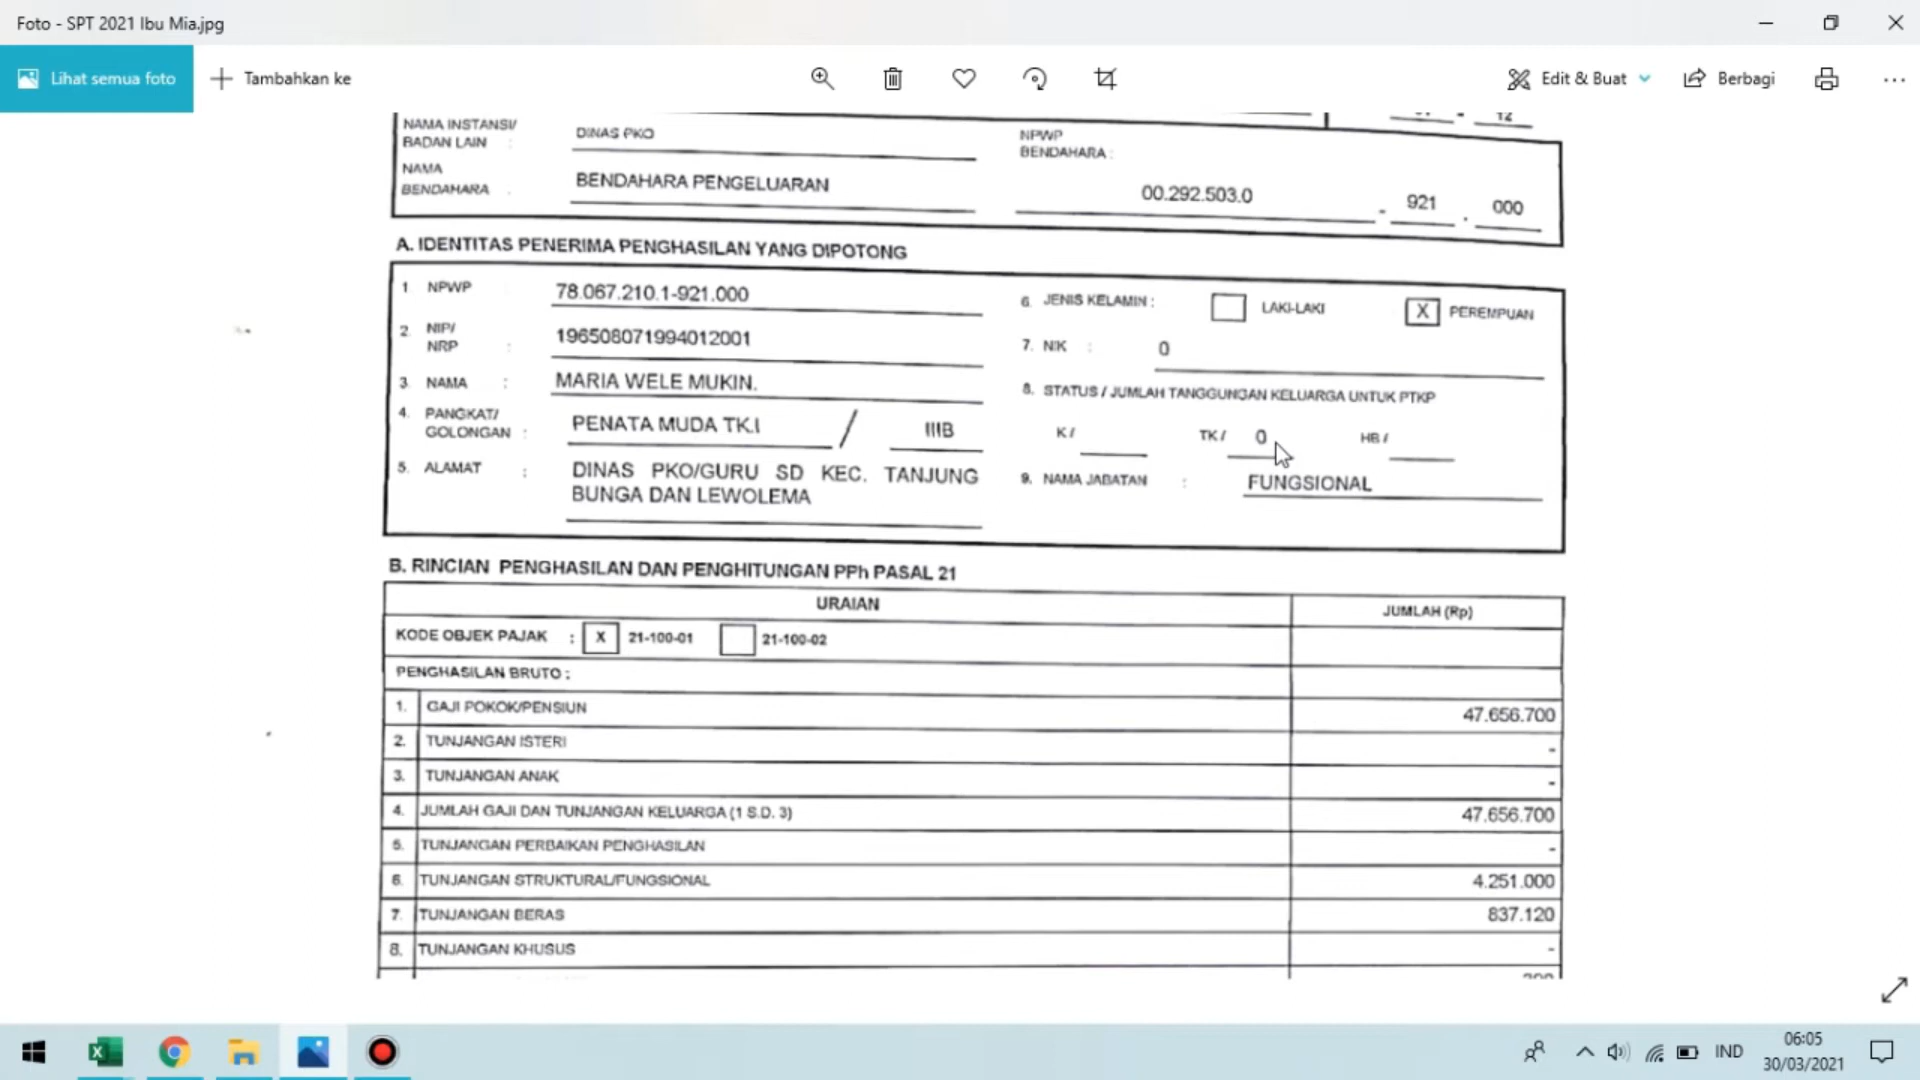 Foto - SPT 2021 Ibu Mia.jpg
Lihat semua foto
Tambahkan ke
Edit & Buat
Berbagi
12
NAMA INSTANSI/
BADAN LAIN :
DINAS PKO
NPWP
BENDAHARA :
NAMA
BENDAHARA :
BENDAHARA PENGELUARAN
00.292.503.0 - 921 . 000
A. IDENTITAS PENERIMA PENGHASILAN YANG DIPOTONG
1 NPWP
78.067.210.1-921.000
6. JENIS KELAMIN : LAKI-LAKI X PEREMPUAN
2. NIP/
NRP :
196508071994012001
7. NIK : 0
3. NAMA : MARIA WELE MUKIN.
8. STATUS / JUMLAH TANGGUNGAN KELUARGA UNTUK PTKP
4. PANGKAT/
GOLONGAN :
PENATA MUDA TK.I / IIIB
K / TK / 0 HB /
5. ALAMAT :
DINAS PKO/GURU SD KEC. TANJUNG
BUNGA DAN LEWOLEMA
9. NAMA JABATAN : FUNGSIONAL
B. RINCIAN PENGHASILAN DAN PENGHITUNGAN PPh PASAL 21
URAIAN JUMLAH (Rp)
KODE OBJEK PAJAK : X 21-100-01 21-100-02
PENGHASILAN BRUTO :
1. GAJI POKOK/PENSIUN 47.656.700
2. TUNJANGAN ISTERI -
3. TUNJANGAN ANAK -
4. JUMLAH GAJI DAN TUNJANGAN KELUARGA (1 S.D. 3) 47.656.700
5. TUNJANGAN PERBAIKAN PENGHASILAN -
6. TUNJANGAN STRUKTURAL/FUNGSIONAL 4.251.000
7. TUNJANGAN BERAS 837.120
8. TUNJANGAN KHUSUS -
IND
06:05
30/03/2021